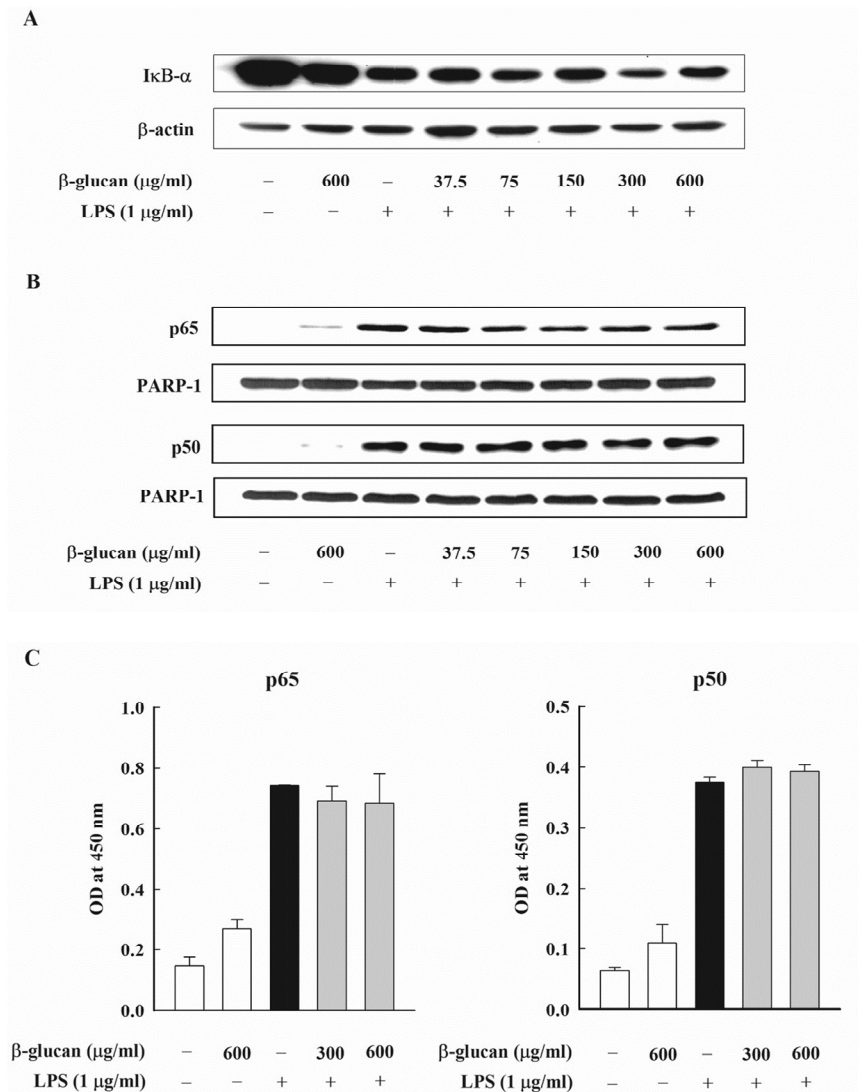 A
IκB-α
β-actin
β-glucan (μg/ml) – 600 – 37.5 75 150 300 600
LPS (1 μg/ml) – – + + + + + +
B
p65
PARP-1
p50
PARP-1
β-glucan (μg/ml) – 600 – 37.5 75 150 300 600
LPS (1 μg/ml) – – + + + + + +
C
p65
1.0
0.8
0.6
0.4
0.2
0.0
OD at 450 nm
β-glucan (μg/ml) – 600 – 300 600
LPS (1 μg/ml) – – + + +
p50
0.5
0.4
0.3
0.2
0.1
0.0
OD at 450 nm
β-glucan (μg/ml) – 600 – 300 600
LPS (1 μg/ml) – – + + +